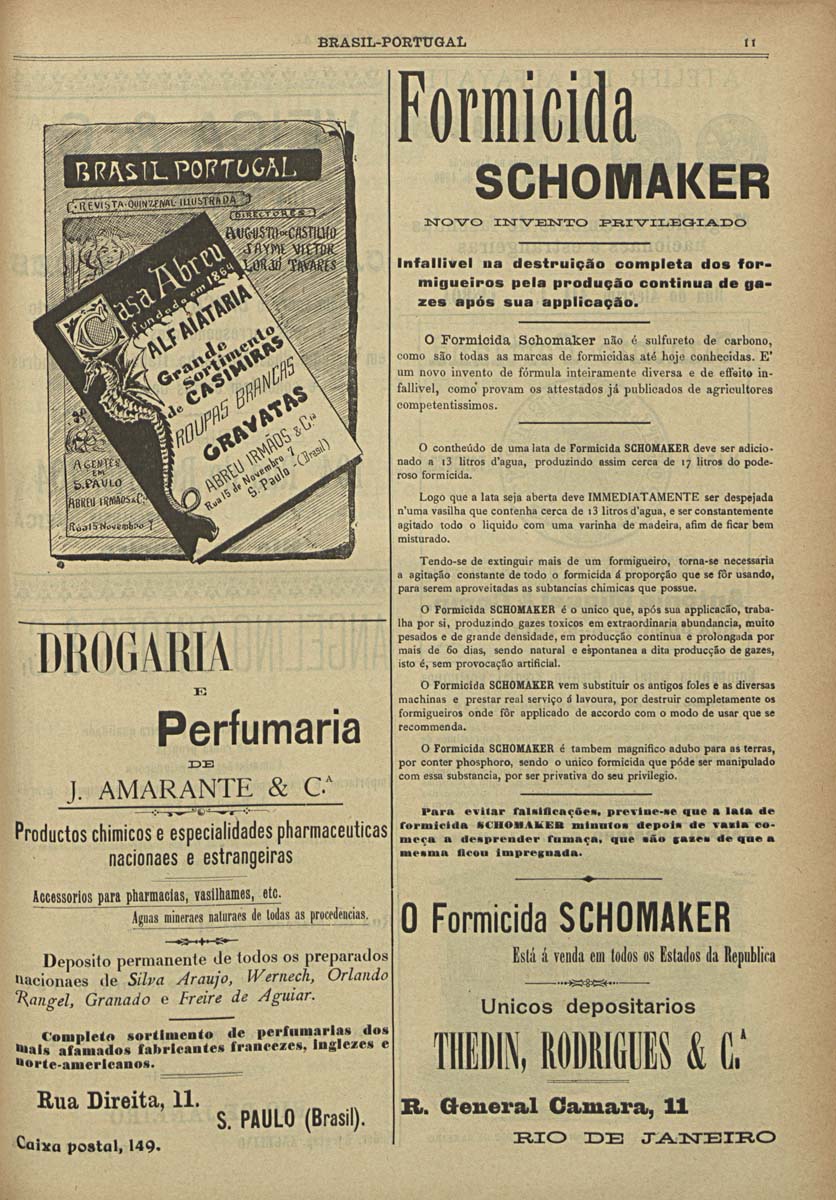 BRASIL-PORTUGAL
11
BRASIL PORTUGAL
REVISTA QUINZENAL ILLUSTRADA
DIRECTORES
AUGUSTO DE CASTILHO
JAYME VICTOR
LORJÓ TAVARES
Casa Abreu
fundada em 1894
ALFAIATARIA
Grande
sortimento
de CASIMIRAS
ROUPAS BRANCAS
GRAVATAS
ABREU IRMÃOS & C.ia
Rua 15 de Novembro 7
S. Paulo - (Brasil)
AGENTES
EM
S. PAULO
ABREU IRMÃOS & C.
Rua 15 Novembro 7
DROGARIA
E
Perfumaria
DE
J. AMARANTE & C.A
Productos chimicos e especialidades pharmaceuticas
nacionaes e estrangeiras
Accessorios para pharmacias, vasilhames, etc.
Aguas mineraes naturaes de todas as procedencias.
Deposito permanente de todos os preparados
nacionaes de Silva Araujo, Wernech, Orlando
Rangel, Granado e Freire de Aguiar.
Completo sortimento de perfumarias dos
mais afamados fabricantes francezes, inglezes e
norte-americanos.
Rua Direita, 11.
S. PAULO (Brasil).
Caixa postal, 149.
Formicida
SCHOMAKER
NOVO INVENTO PRIVILEGIADO
Infallivel na destruição completa dos for-
migueiros pela produção continua de ga-
zes após sua applicação.
O Formicida Schomaker não é sulfureto de carbono,
como são todas as marcas de formicidas até hoje conhecidas. E'
um novo invento de fórmula inteiramente diversa e de effeito in-
fallivel, como provam os attestados já publicados de agricultores
competentissimos.
O contheúdo de uma lata de Formicida SCHOMAKER deve ser adicio-
nado a 13 litros d'agua, produzindo assim cerca de 17 litros do pode-
roso formicida.
Logo que a lata seja aberta deve IMMEDIATAMENTE ser despejada
n'uma vasilha que contenha cerca de 13 litros d'agua, e ser constantemente
agitado todo o liquido com uma varinha de madeira, afim de ficar bem
misturado.
Tendo-se de extinguir mais de um formigueiro, torna-se necessaria
a agitação constante de todo o formicida á proporção que se fôr usando,
para serem aproveitadas as subtancias chimicas que possue.
O Formicida SCHOMAKER é o unico que, após sua applicacão, traba-
lha por si, produzindo gazes toxicos em extraordinaria abundancia, muito
pesados e de grande densidade, em producção continua e prolongada por
mais de 60 dias, sendo natural e espontanea a dita producção de gazes,
isto é, sem provocação artificial.
O Formicida SCHOMAKER vem substituir os antigos foles e as diversas
machinas e prestar real serviço á lavoura, por destruir completamente os
formigueiros onde fôr applicado de accordo com o modo de usar que se
recommenda.
O Formicida SCHOMAKER é tambem magnifico adubo para as terras,
por conter phosphoro, sendo o unico formicida que póde ser manipulado
com essa substancia, por ser privativa do seu privilegio.
Para evitar falsificações, previne-se que a lata de
formicida SCHOMAKER minutos depois de vazia co-
meça a desprender fumaça, que são gazes de que a
mesma ficou impregnada.
O Formicida SCHOMAKER
Está á venda em todos os Estados da Republica
Unicos depositarios
THEDIN, RODRIGUES & C.A
R. General Camara, 11
RIO DE JANEIRO